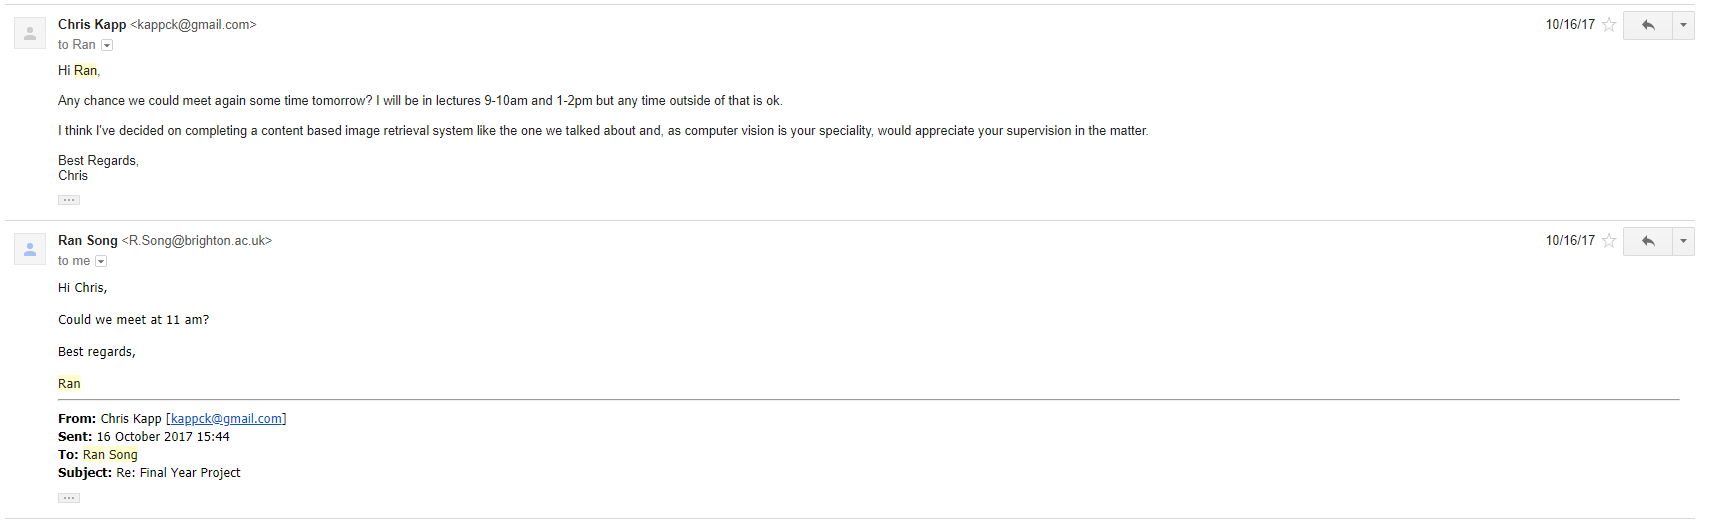 Chris Kapp <kappck@gmail.com> 10/16/17
to Ran
Hi Ran,
Any chance we could meet again some time tomorrow? I will be in lectures 9-10am and 1-2pm but any time outside of that is ok.
I think I've decided on completing a content based image retrieval system like the one we talked about and, as computer vision is your speciality, would appreciate your supervision in the matter.
Best Regards,
Chris
Ran Song <R.Song@brighton.ac.uk> 10/16/17
to me
Hi Chris,
Could we meet at 11 am?
Best regards,
Ran
From: Chris Kapp [kappck@gmail.com]
Sent: 16 October 2017 15:44
To: Ran Song
Subject: Re: Final Year Project